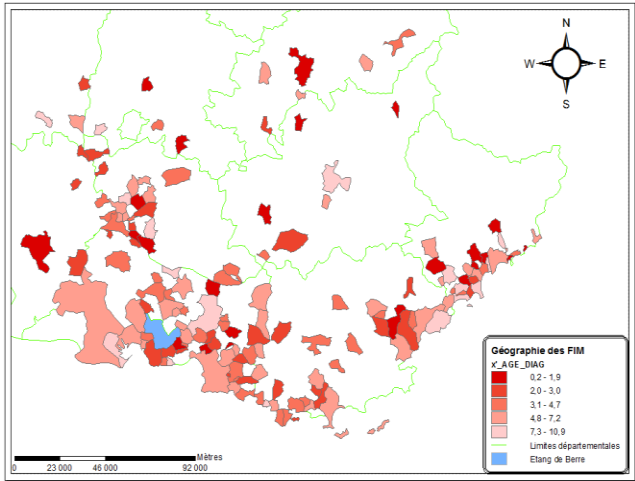 N
W E
S
Géographie des FIM
x'_AGE_DIAG
0,2 - 1,9
2,0 - 3,0
3,1 - 4,7
4,8 - 7,2
7,3 - 10,9
Limites départementales
Etang de Berre
Mètres
0 23 000 46 000 92 000